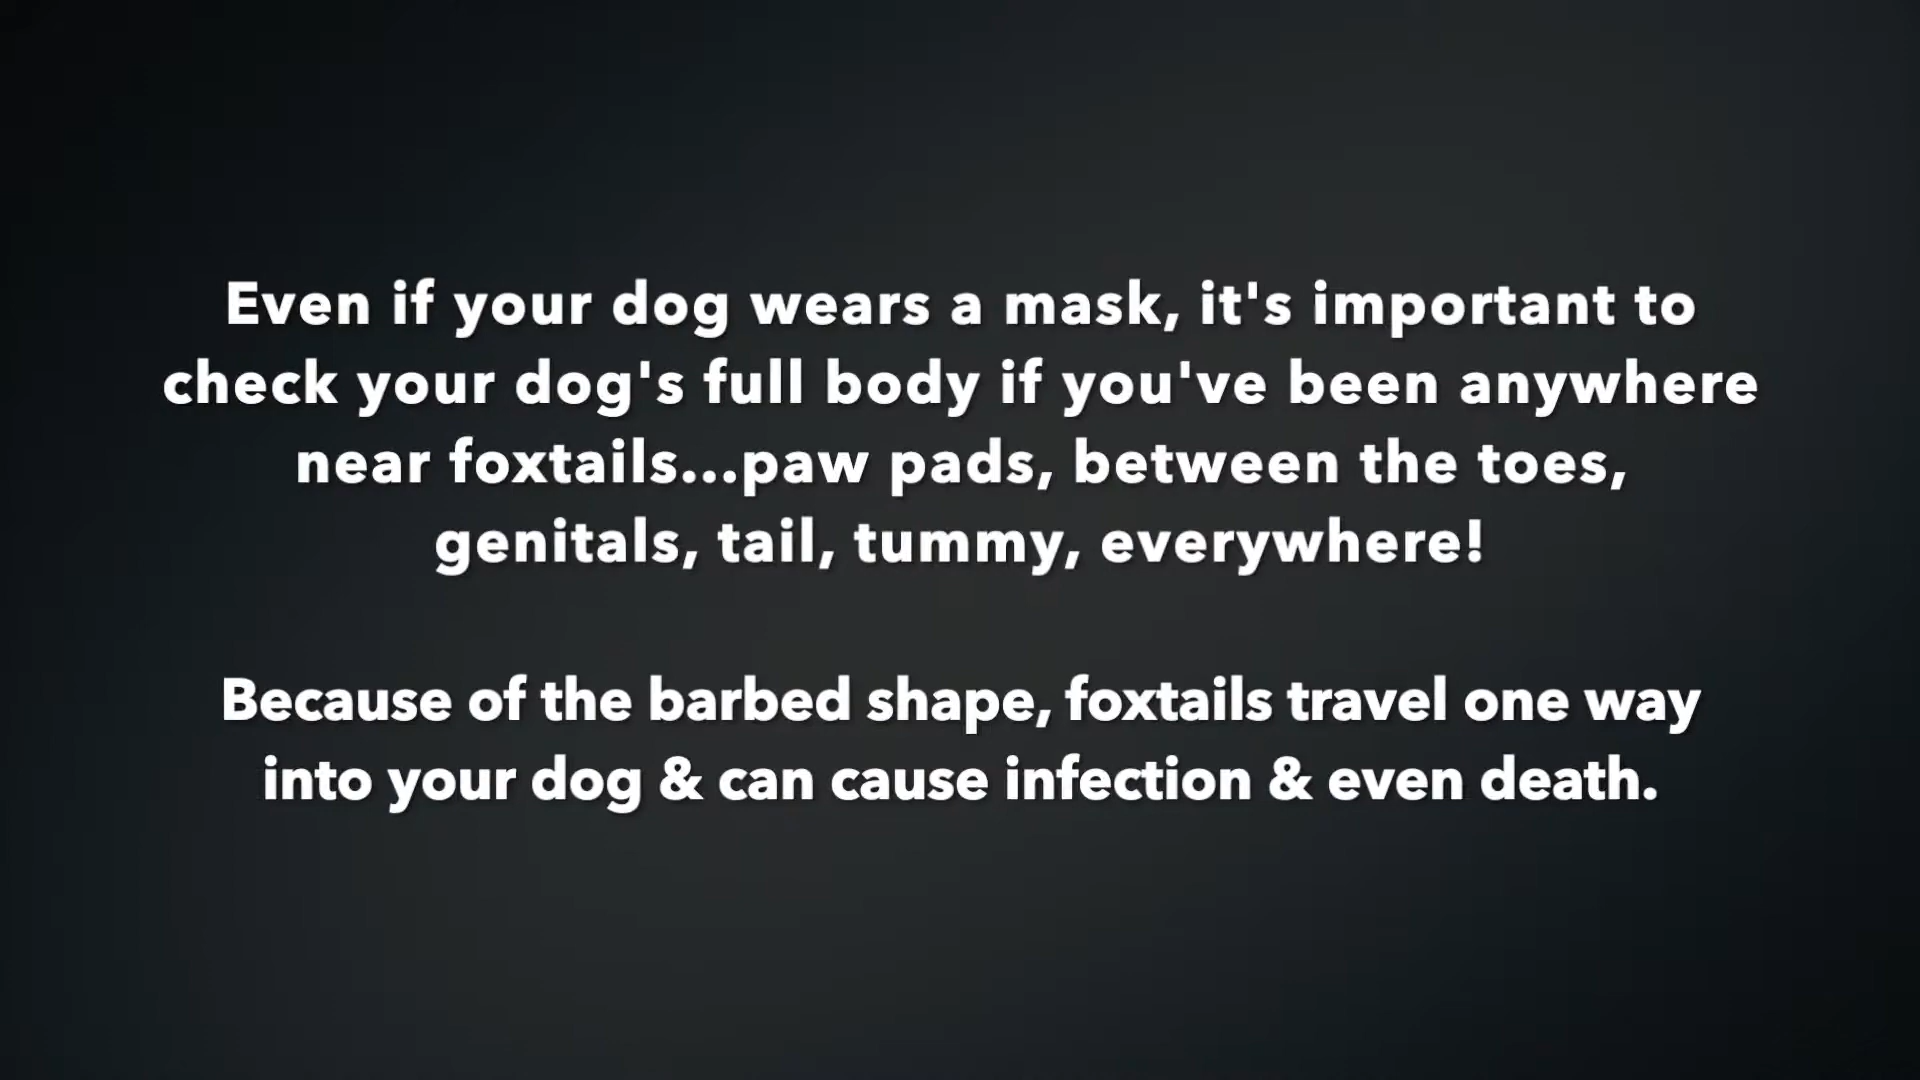 Even if your dog wears a mask, it's important to
check your dog's full body if you've been anywhere
near foxtails...paw pads, between the toes,
genitals, tail, tummy, everywhere!
Because of the barbed shape, foxtails travel one way
into your dog & can cause infection & even death.